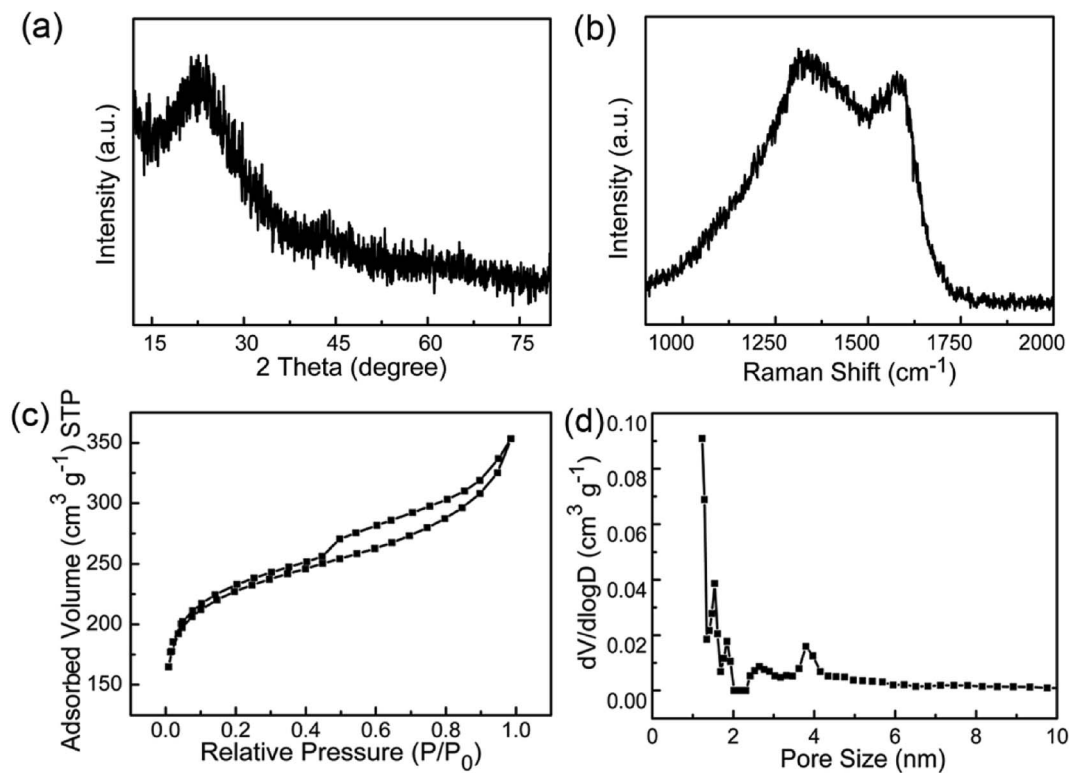 (a)
Intensity (a.u.)
15 30 45 60 75
2 Theta (degree)
(b)
Intensity (a.u.)
1000 1250 1500 1750 2000
Raman Shift (cm⁻¹)
(c)
Adsorbed Volume (cm³ g⁻¹) STP
350
300
250
200
150
0.0 0.2 0.4 0.6 0.8 1.0
Relative Pressure (P/P₀)
(d)
dV/dlogD (cm³ g⁻¹)
0.10
0.08
0.06
0.04
0.02
0.00
0 2 4 6 8 10
Pore Size (nm)